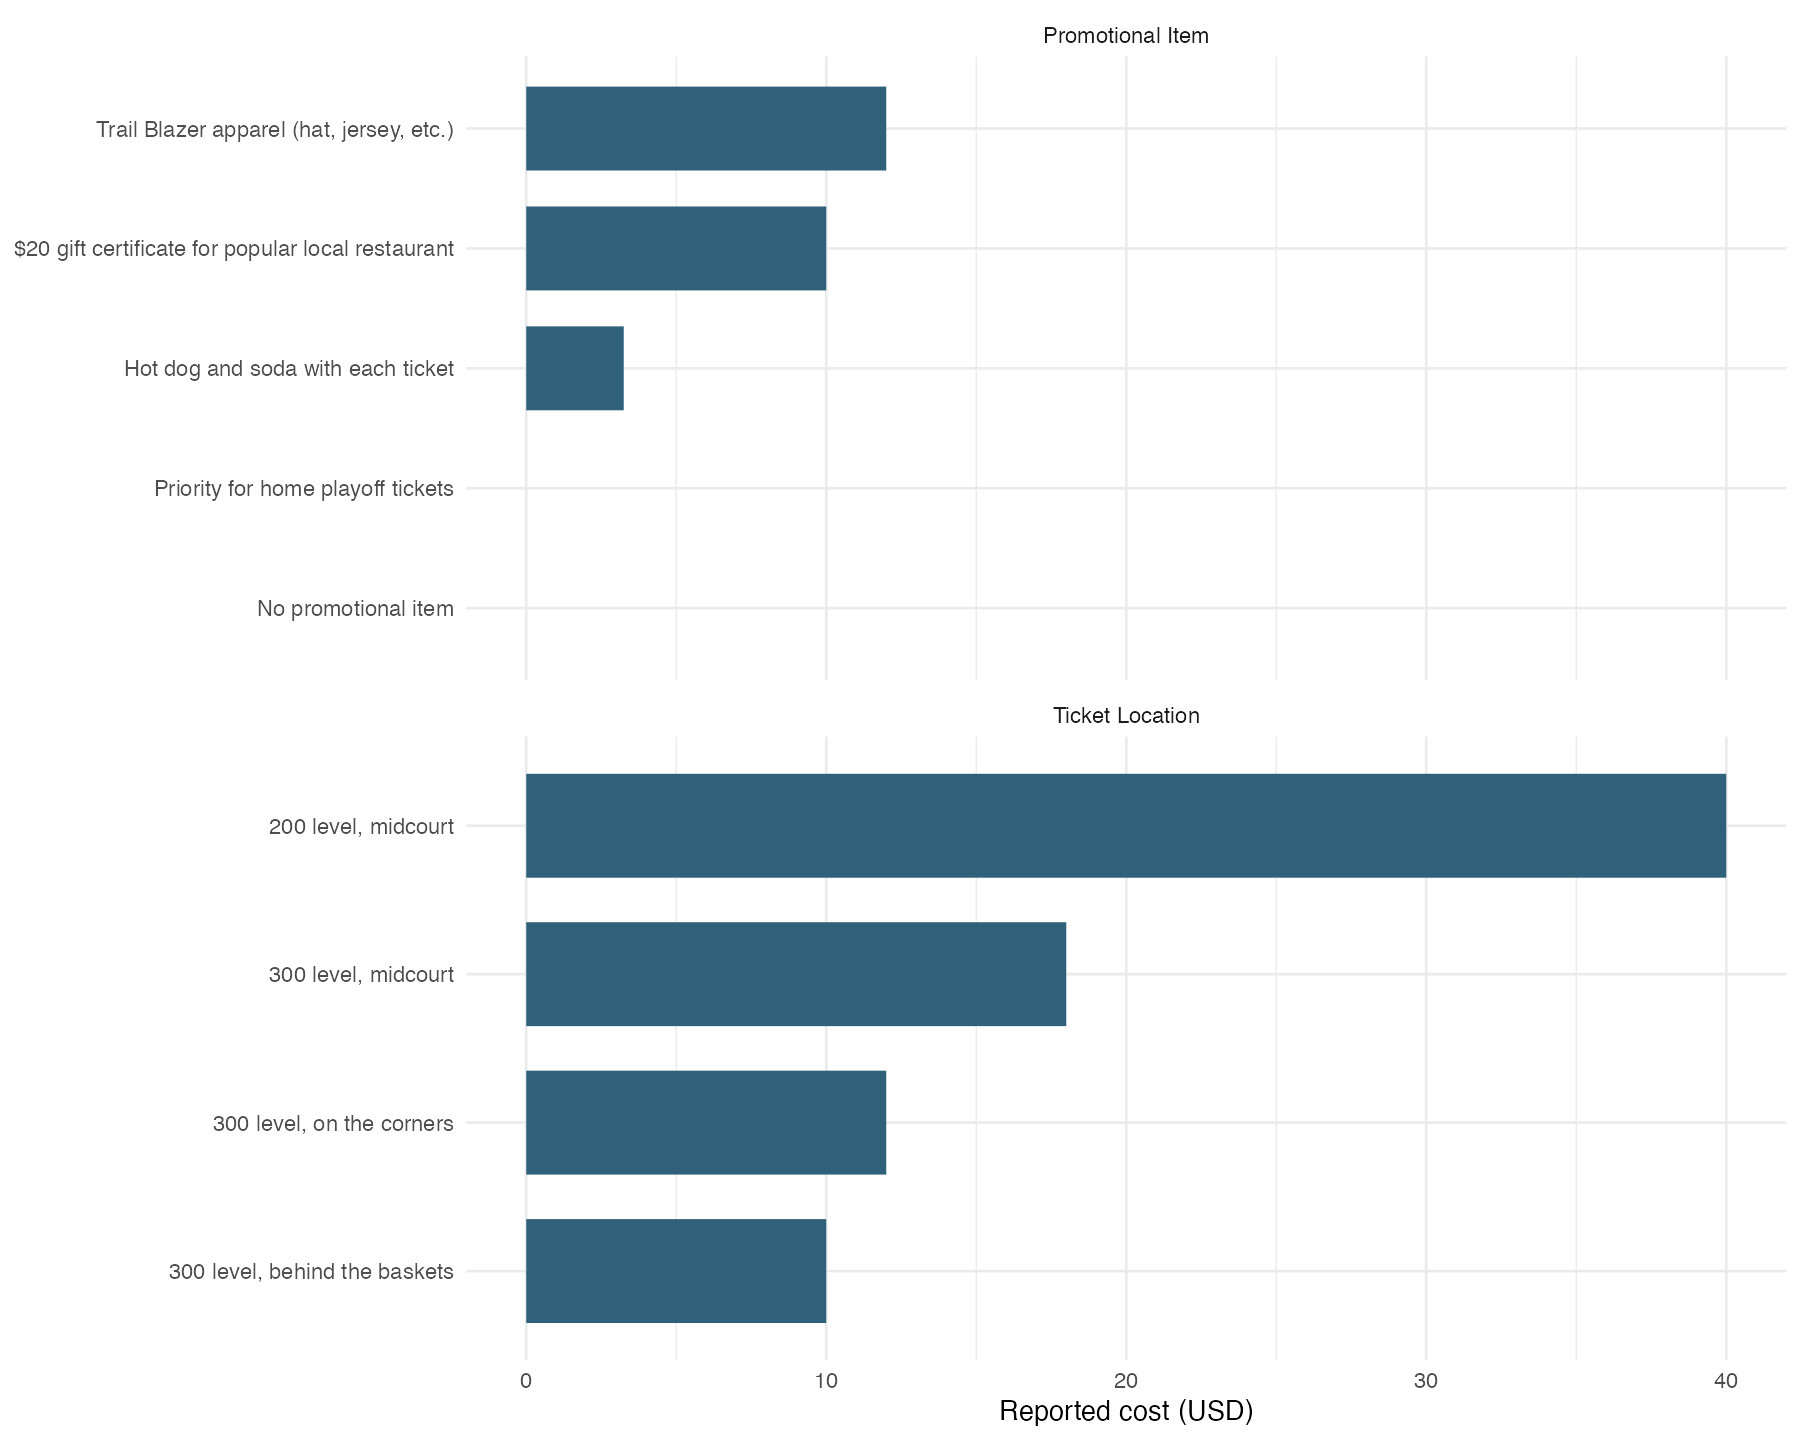 Promotional Item
Trail Blazer apparel (hat, jersey, etc.)
$20 gift certificate for popular local restaurant
Hot dog and soda with each ticket
Priority for home playoff tickets
No promotional item
Ticket Location
200 level, midcourt
300 level, midcourt
300 level, on the corners
300 level, behind the baskets
0 10 20 30 40
Reported cost (USD)